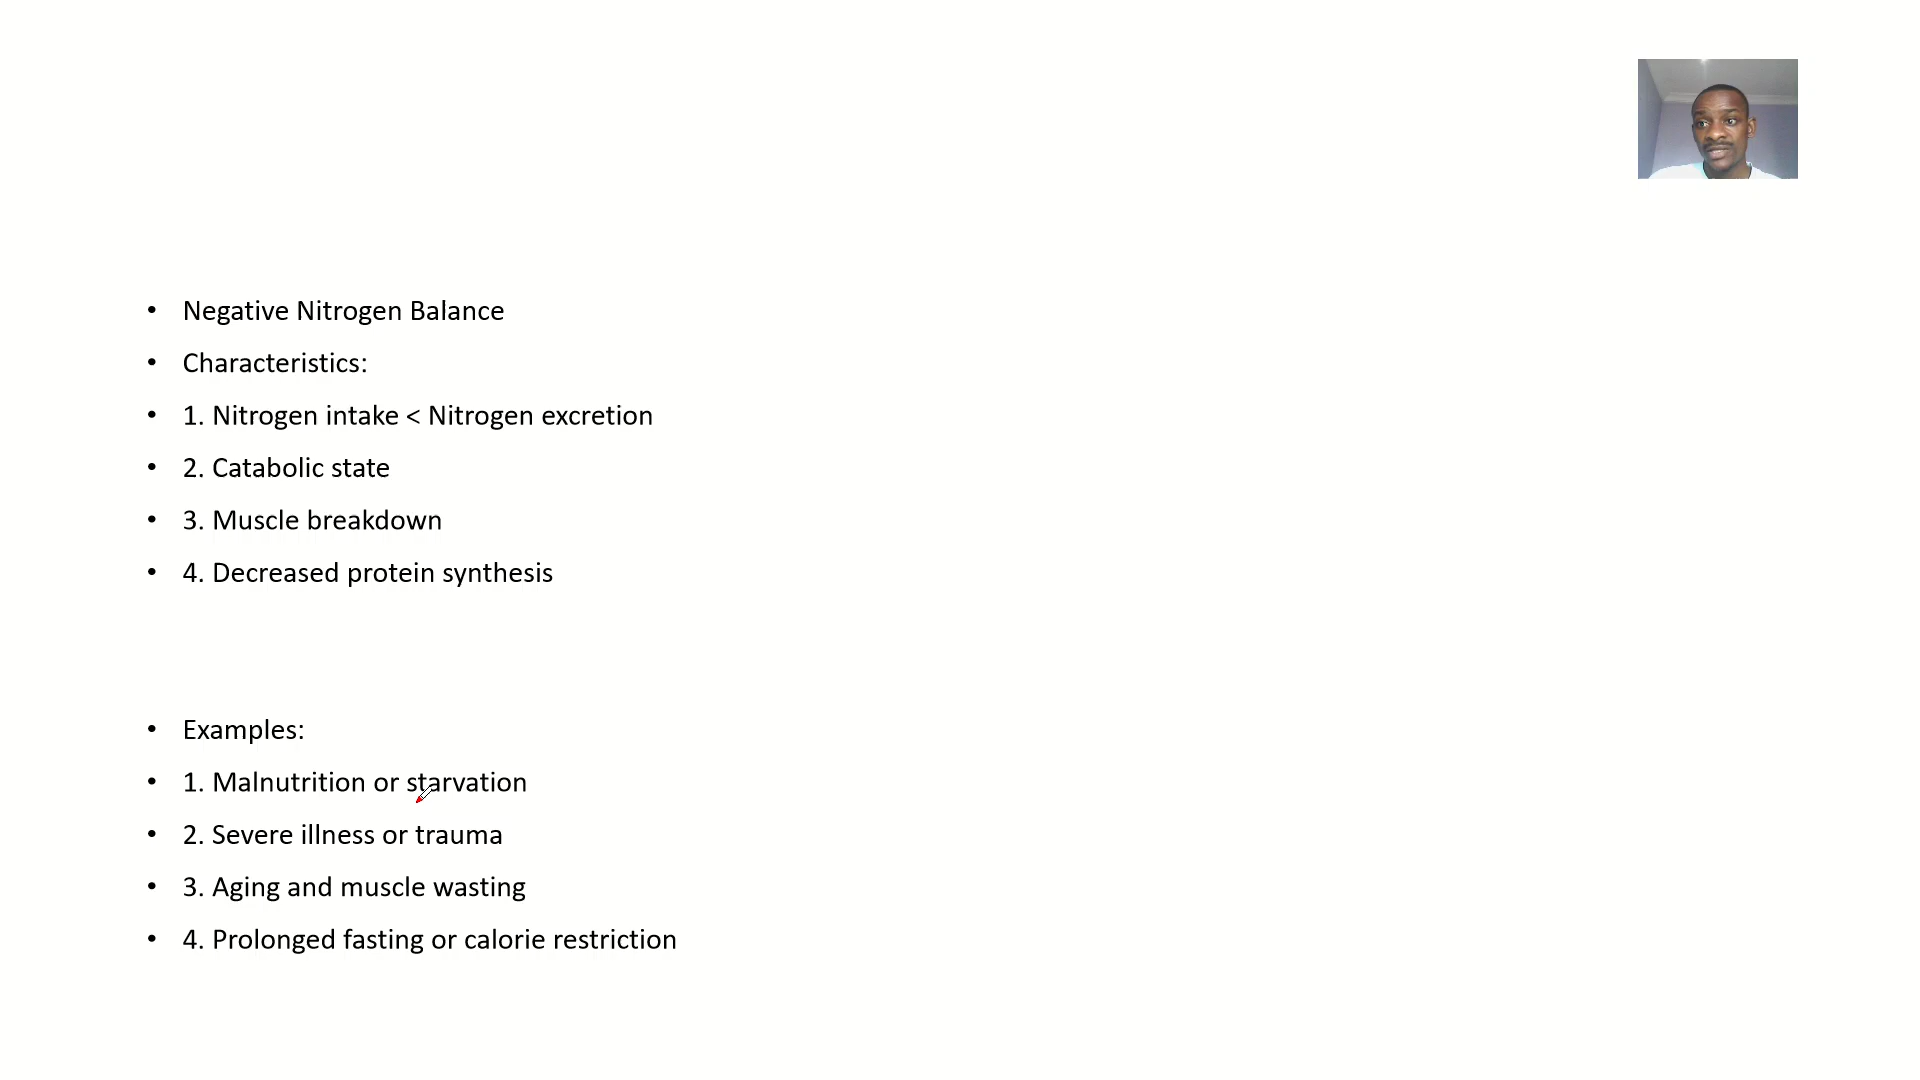 • Negative Nitrogen Balance
• Characteristics:
• 1. Nitrogen intake < Nitrogen excretion
• 2. Catabolic state
• 3. Muscle breakdown
• 4. Decreased protein synthesis
• Examples:
• 1. Malnutrition or starvation
• 2. Severe illness or trauma
• 3. Aging and muscle wasting
• 4. Prolonged fasting or calorie restriction